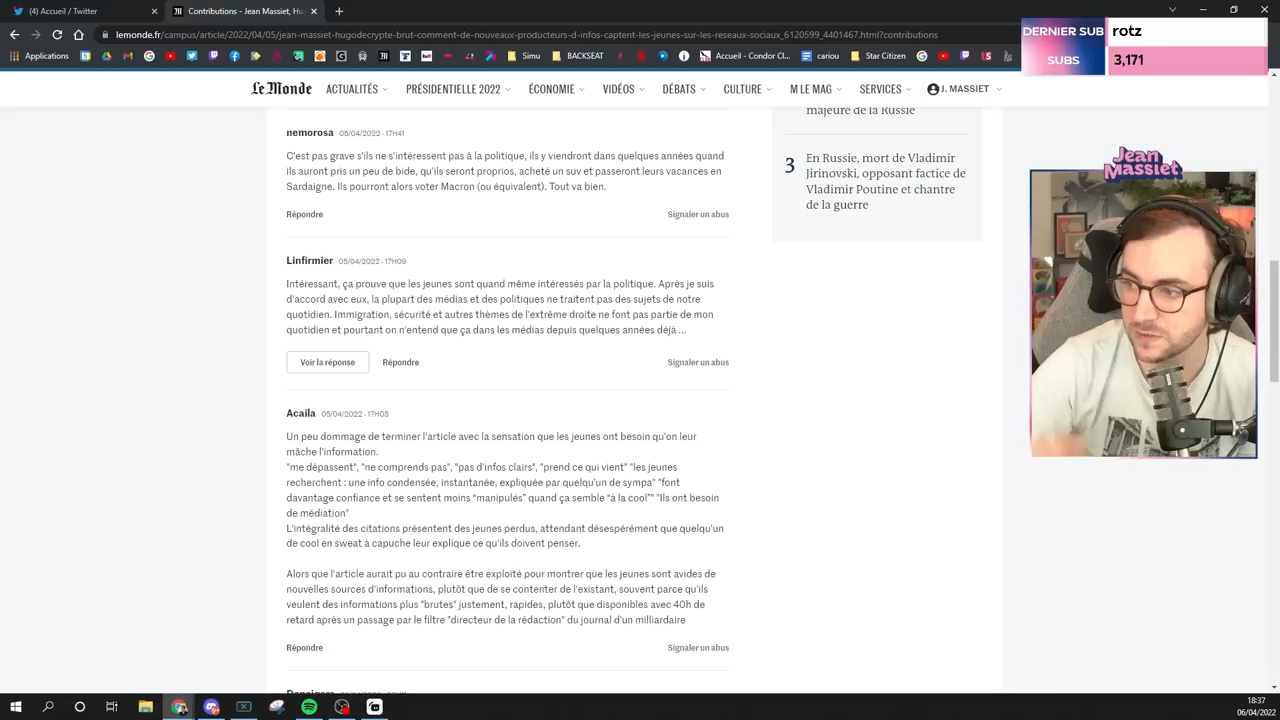 (4) Accueil / Twitter
Contributions – Jean Massiet,
lemonde.fr/campus/article/2022/04/05/jean-massiet-hugodecrypte-brut-comment-de-nouveaux-producteurs-d-infos-captent-les-jeunes-sur-les-reseaux-sociaux_6120599_4401467.html?contributions
Applications
Simu
BACKSEAT
Accueil - Condor Cl...
cariou
Star Citizen
DERNIER SUB
rotz
SUBS
3,171
Le Monde
ACTUALITÉS
PRÉSIDENTIELLE 2022
ÉCONOMIE
VIDÉOS
DÉBATS
CULTURE
M LE MAG
SERVICES
J. MASSIET
majeure de la Russie
3
En Russie, mort de Vladimir
Jirinovski, opposant factice de
Vladimir Poutine et chantre
de la guerre
Jean
Massiet
nemorosa 05/04/2022 - 17H41
C'est pas grave s'ils ne s'intéressent pas à la politique, ils y viendront dans quelques années quand
ils auront pris un peu de bide, qu'ils seront proprios, acheté un suv et passeront leurs vacances en
Sardaigne. Ils pourront alors voter Macron (ou équivalent). Tout va bien.
Répondre
Signaler un abus
Linfirmier 05/04/2022 - 17H09
Intéressant, ça prouve que les jeunes sont quand même intéressés par la politique. Après je suis
d'accord avec eux, la plupart des médias et des politiques ne traitent pas des sujets de notre
quotidien. Immigration, sécurité et autres thèmes de l'extrême droite ne font pas partie de mon
quotidien et pourtant on n'entend que ça dans les médias depuis quelques années déjà ...
Voir la réponse
Répondre
Signaler un abus
Acaila 05/04/2022 - 17H03
Un peu dommage de terminer l'article avec la sensation que les jeunes ont besoin qu'on leur
mâche l'information.
"me dépassent", "ne comprends pas", "pas d'infos clairs", "prend ce qui vient" "les jeunes
recherchent : une info condensée, instantanée, expliquée par quelqu'un de sympa" "font
davantage confiance et se sentent moins “manipulés” quand ça semble “à la cool”" "Ils ont besoin
de médiation"
L'intégralité des citations présentent des jeunes perdus, attendant désespérément que quelqu'un
de cool en sweat à capuche leur explique ce qu'ils doivent penser.
Alors que l'article aurait pu au contraire être exploité pour montrer que les jeunes sont avides de
nouvelles sources d'informations, plutôt que de se contenter de l'existant, souvent parce qu'ils
veulent des informations plus "brutes" justement, rapides, plutôt que disponibles avec 40h de
retard après un passage par le filtre "directeur de la rédaction" du journal d'un milliardaire
Répondre
Signaler un abus
18:37
06/04/2022